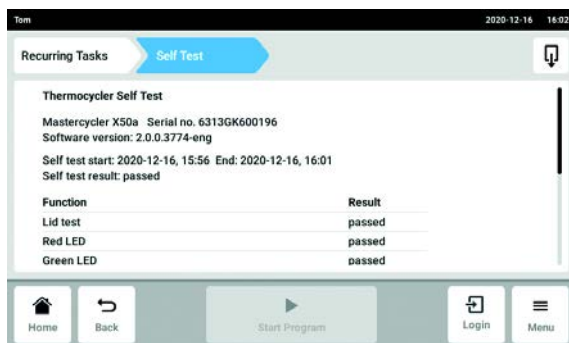 Tom 2020-12-16 16:02
Recurring Tasks Self Test
Thermocycler Self Test
Mastercycler X50a Serial no. 6313GK600196
Software version: 2.0.0.3774-eng
Self test start: 2020-12-16, 15:56 End: 2020-12-16, 16:01
Self test result: passed
Function Result
Lid test passed
Red LED passed
Green LED passed
Home Back Start Program Login Menu